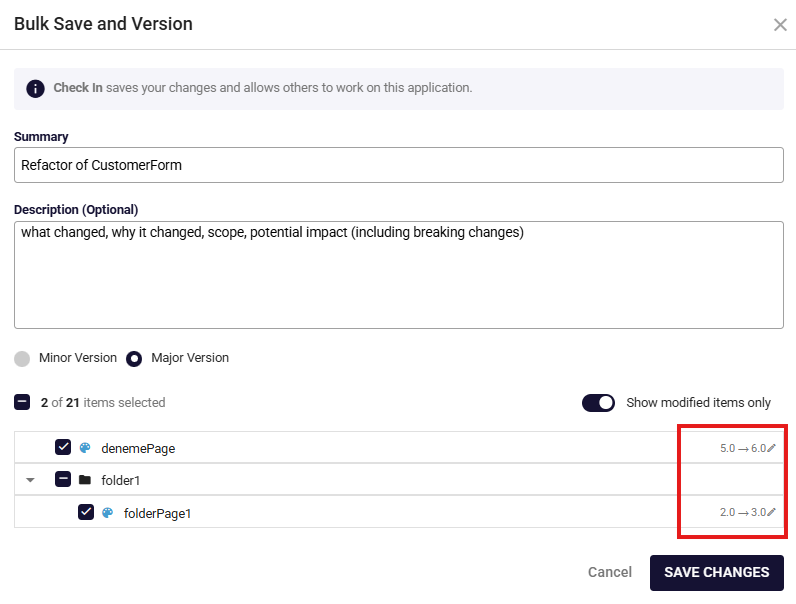 Bulk Save and Version
Check In saves your changes and allows others to work on this application.
Summary
Refactor of CustomerForm
Description (Optional)
what changed, why it changed, scope, potential impact (including breaking changes)
Minor Version Major Version
2 of 21 items selected Show modified items only
denemePage 5.0 → 6.0
folder1
folderPage1 2.0 → 3.0
Cancel SAVE CHANGES